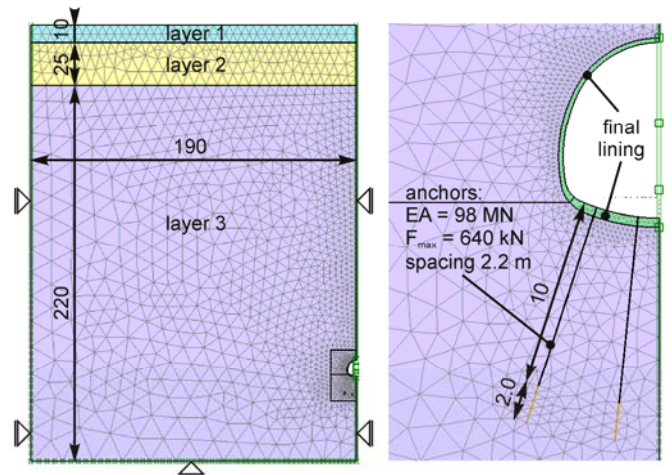 10
layer 1
25
layer 2
190
layer 3
220
final
lining
anchors:
EA = 98 MN
Fmax = 640 kN
spacing 2.2 m
10
2.0